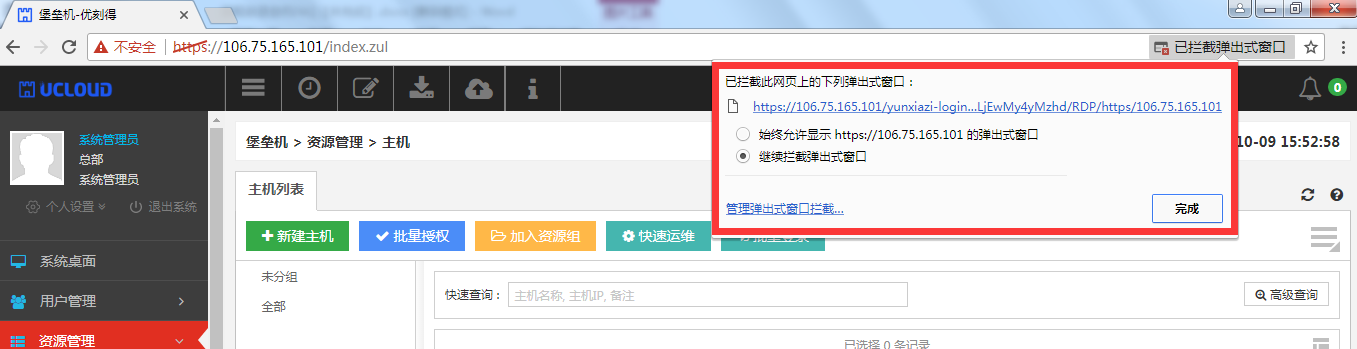 堡垒机-优刻得
不安全 https://106.75.165.101/index.zul
已拦截弹出式窗口
UCLOUD
0
已拦截此网页上的下列弹出式窗口：
https://106.75.165.101/yunxiazi-login...LjEwMy4yMzhd/RDP/https/106.75.165.101
始终允许显示 https://106.75.165.101 的弹出式窗口
继续拦截弹出式窗口
管理弹出式窗口拦截...
完成
系统管理员
总部
系统管理员
个人设置
退出系统
堡垒机 > 资源管理 > 主机
10-09 15:52:58
主机列表
新建主机
批量授权
加入资源组
快速运维
系统桌面
用户管理
资源管理
未分组
全部
快速查询：
主机名称, 主机IP, 备注
高级查询
已选择 0 条记录